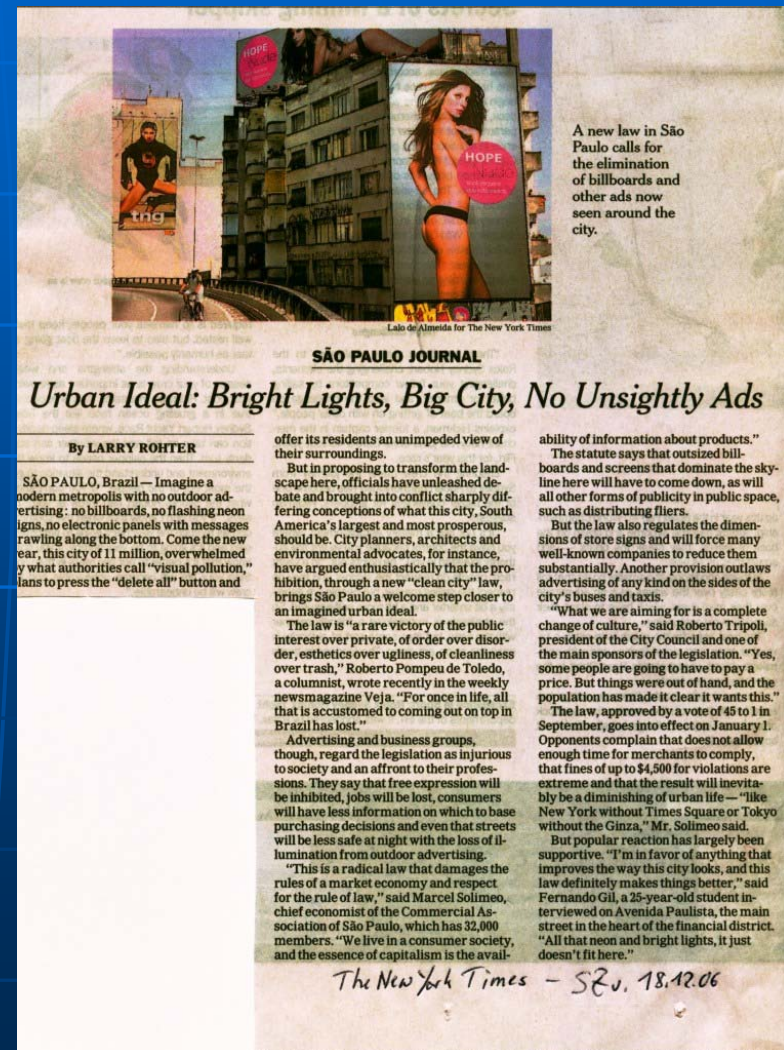 HOPE
HOPE
tng
A new law in São
Paulo calls for
the elimination
of billboards and
other ads now
seen around the
city.
Lalo de Almeida for The New York Times
SÃO PAULO JOURNAL
Urban Ideal: Bright Lights, Big City, No Unsightly Ads
By LARRY ROHTER
SÃO PAULO, Brazil — Imagine a
modern metropolis with no outdoor ad-
vertising: no billboards, no flashing neon
signs, no electronic panels with messages
crawling along the bottom. Come the new
year, this city of 11 million, overwhelmed
by what authorities call “visual pollution,”
plans to press the “delete all” button and
offer its residents an unimpeded view of
their surroundings.
But in proposing to transform the land-
scape here, officials have unleashed de-
bate and brought into conflict sharply dif-
fering conceptions of what this city, South
America’s largest and most prosperous,
should be. City planners, architects and
environmental advocates, for instance,
have argued enthusiastically that the pro-
hibition, through a new “clean city” law,
brings São Paulo a welcome step closer to
an imagined urban ideal.
The law is “a rare victory of the public
interest over private, of order over disor-
der, esthetics over ugliness, of cleanliness
over trash,” Roberto Pompeu de Toledo,
a columnist, wrote recently in the weekly
newsmagazine Veja. “For once in life, all
that is accustomed to coming out on top in
Brazil has lost.”
Advertising and business groups,
though, regard the legislation as injurious
to society and an affront to their profes-
sions. They say that free expression will
be inhibited, jobs will be lost, consumers
will have less information on which to base
purchasing decisions and even that streets
will be less safe at night with the loss of il-
lumination from outdoor advertising.
“This is a radical law that damages the
rules of a market economy and respect
for the rule of law,” said Marcel Solimeo,
chief economist of the Commercial As-
sociation of São Paulo, which has 32,000
members. “We live in a consumer society,
and the essence of capitalism is the avail-
ability of information about products.”
The statute says that outsized bill-
boards and screens that dominate the sky-
line here will have to come down, as will
all other forms of publicity in public space,
such as distributing fliers.
But the law also regulates the dimen-
sions of store signs and will force many
well-known companies to reduce them
substantially. Another provision outlaws
advertising of any kind on the sides of the
city’s buses and taxis.
“What we are aiming for is a complete
change of culture,” said Roberto Tripoli,
president of the City Council and one of
the main sponsors of the legislation. “Yes,
some people are going to have to pay a
price. But things were out of hand, and the
population has made it clear it wants this.”
The law, approved by a vote of 45 to 1 in
September, goes into effect on January 1.
Opponents complain that does not allow
enough time for merchants to comply,
that fines of up to $4,500 for violations are
extreme and that the result will inevita-
bly be a diminishing of urban life — “like
New York without Times Square or Tokyo
without the Ginza,” Mr. Solimeo said.
But popular reaction has largely been
supportive. “I’m in favor of anything that
improves the way this city looks, and this
law definitely makes things better,” said
Fernando Gil, a 25-year-old student in-
terviewed on Avenida Paulista, the main
street in the heart of the financial district.
“All that neon and bright lights, it just
doesn’t fit here.”
The New York Times – SZ v. 18.12.06